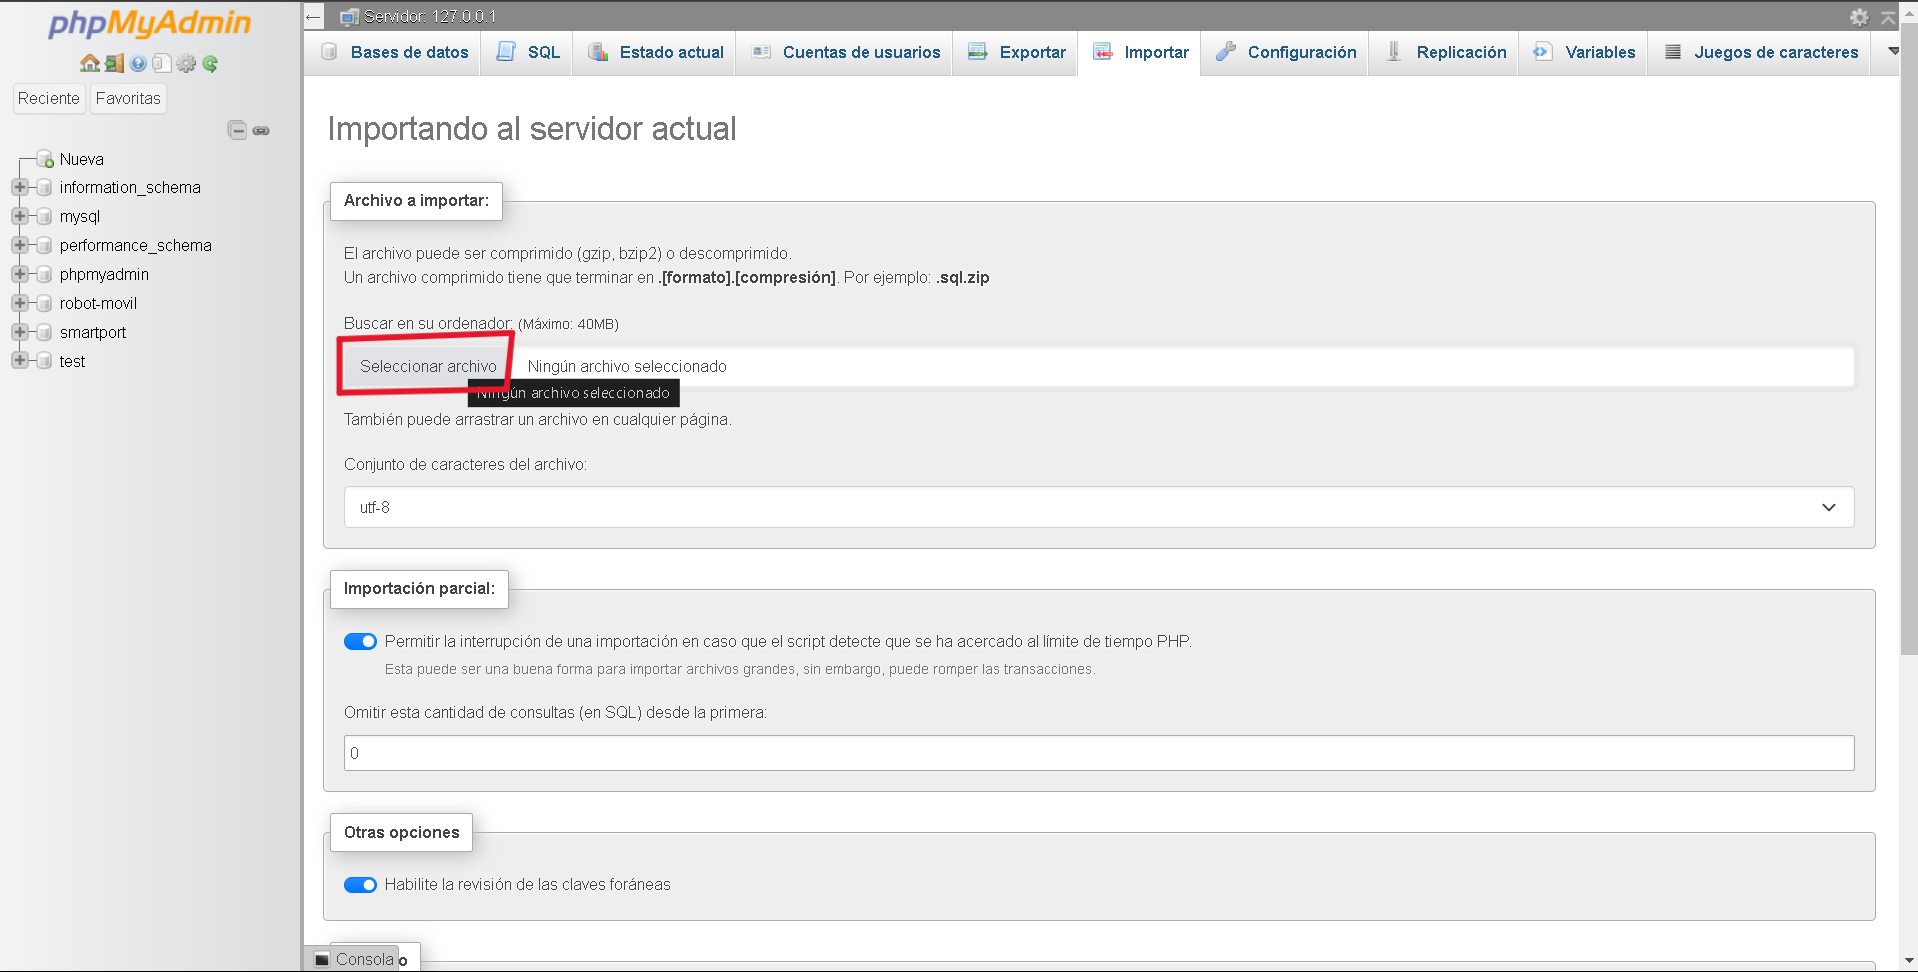 phpMyAdmin
Reciente
Favoritas
Nueva
information_schema
mysql
performance_schema
phpmyadmin
robot-movil
smartport
test
Servidor: 127.0.0.1
Bases de datos
SQL
Estado actual
Cuentas de usuarios
Exportar
Importar
Configuración
Replicación
Variables
Juegos de caracteres
Importando al servidor actual
Archivo a importar:
El archivo puede ser comprimido (gzip, bzip2) o descomprimido.
Un archivo comprimido tiene que terminar en .[formato].[compresión]. Por ejemplo: .sql.zip
Buscar en su ordenador: (Máximo: 40MB)
Seleccionar archivo
Ningún archivo seleccionado
Ningún archivo seleccionado
También puede arrastrar un archivo en cualquier página.
Conjunto de caracteres del archivo:
utf-8
Importación parcial:
Permitir la interrupción de una importación en caso que el script detecte que se ha acercado al límite de tiempo PHP.
Esta puede ser una buena forma para importar archivos grandes, sin embargo, puede romper las transacciones.
Omitir esta cantidad de consultas (en SQL) desde la primera:
0
Otras opciones
Habilite la revisión de las claves foráneas
Consola